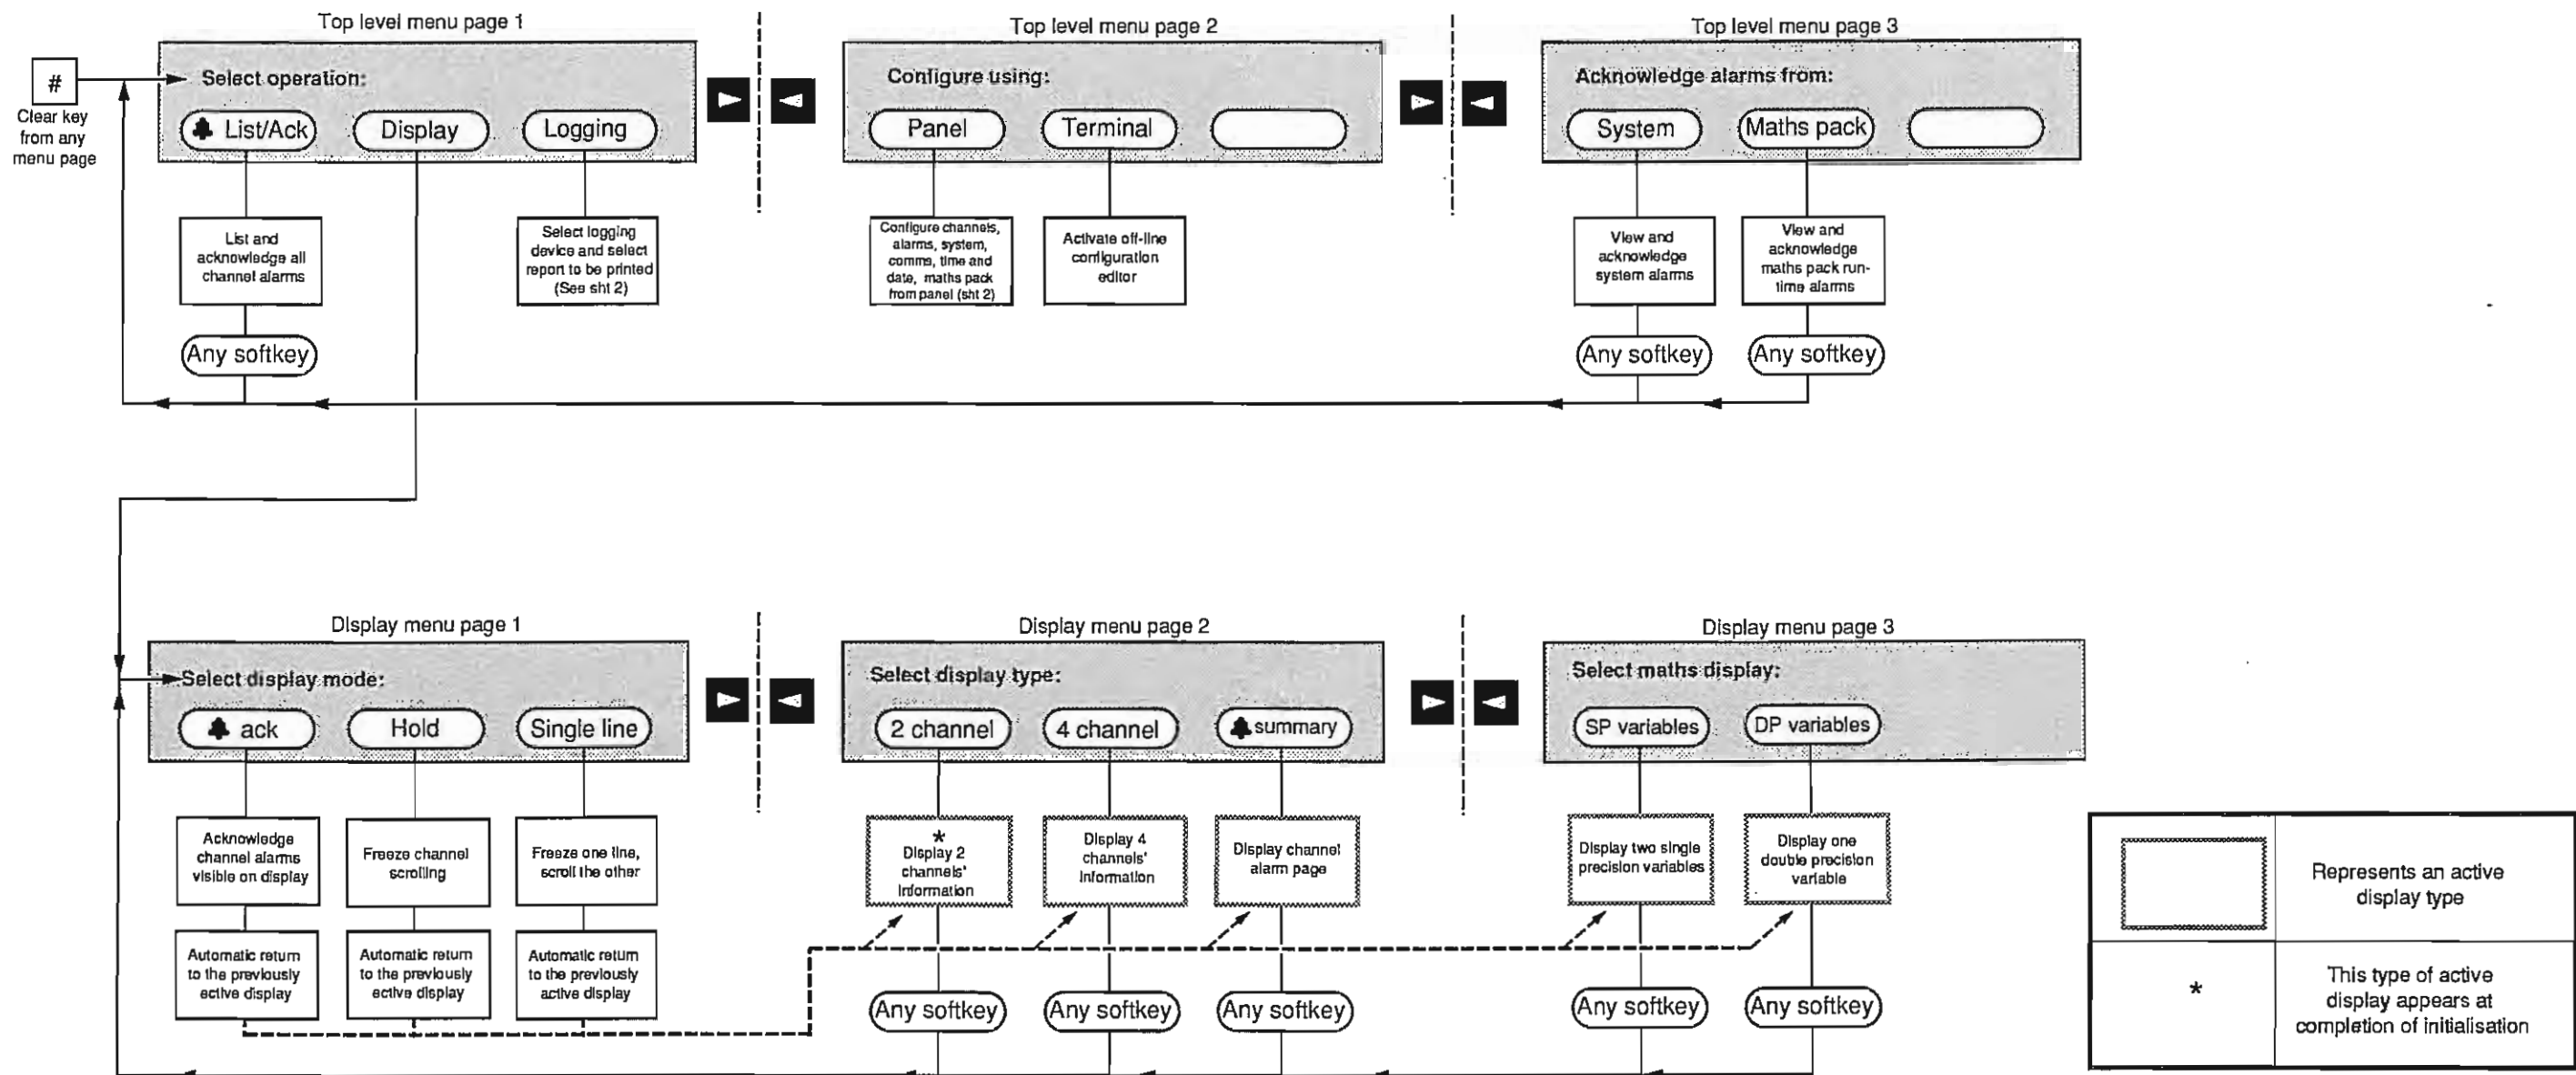 Top level menu page 1
Top level menu page 2
Top level menu page 3
#
Clear key
from any
menu page
Select operation:
List/Ack
Display
Logging
Configure using:
Panel
Terminal
Acknowledge alarms from:
System
Maths pack
List and
acknowledge all
channel alarms
Select logging
device and select
report to be printed
(See sht 2)
Configure channels,
alarms, system,
comms, time and
date, maths pack
from panel (sht 2)
Activate off-line
configuration
editor
View and
acknowledge
system alarms
View and
acknowledge
maths pack run-
time alarms
Any softkey
Any softkey
Any softkey
Display menu page 1
Display menu page 2
Display menu page 3
Select display mode:
ack
Hold
Single line
Select display type:
2 channel
4 channel
summary
Select maths display:
SP variables
DP variables
Acknowledge
channel alarms
visible on display
Freeze channel
scrolling
Freeze one line,
scroll the other
*
Display 2
channels'
information
Display 4
channels'
information
Display channel
alarm page
Display two single
precision variables
Display one
double precision
variable
Automatic return
to the previously
active display
Automatic return
to the previously
active display
Automatic return
to the previously
active display
Any softkey
Any softkey
Any softkey
Any softkey
Any softkey
Represents an active
display type
*
This type of active
display appears at
completion of initialisation